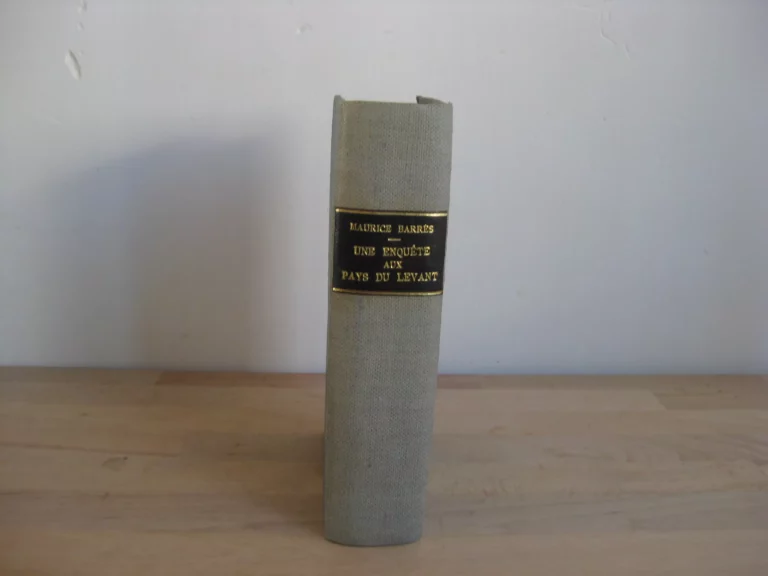 MAURICE BARRÈS
UNE ENQUÊTE
AUX
PAYS DU LEVANT